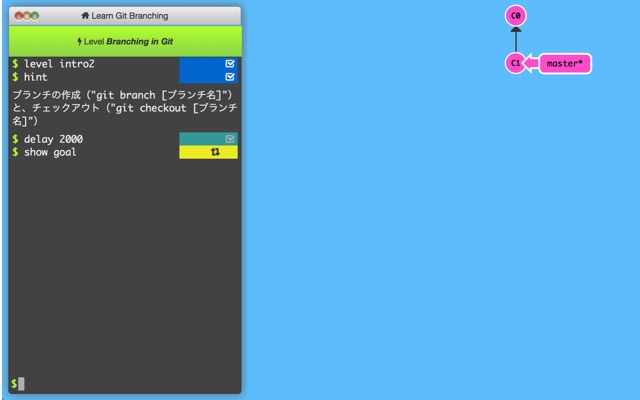 Learn Git Branching
Level Branching in Git
$ level intro2
$ hint
ブランチの作成（"git branch [ブランチ名]"）
と、チェックアウト（"git checkout [ブランチ
名]"）
$ delay 2000
$ show goal
$
C0
C1 master*